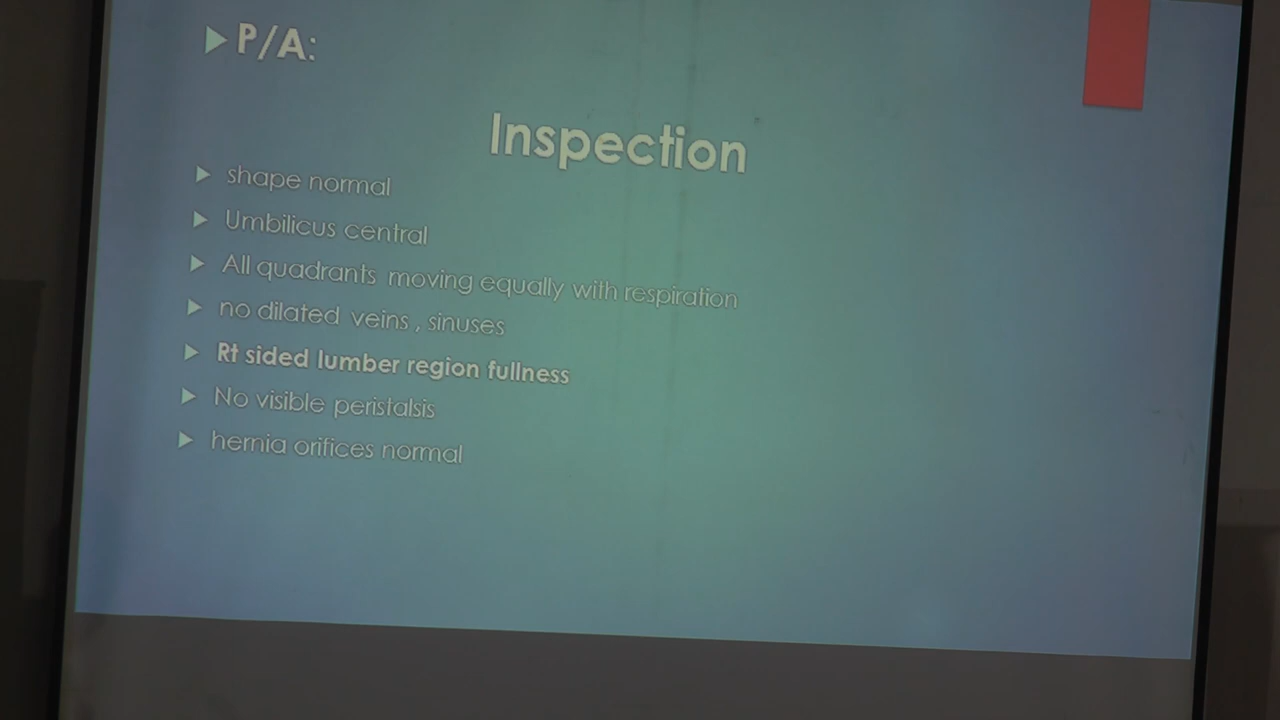 P/A:
Inspection
shape normal
Umbilicus central
All quadrants moving equally with respiration
no dilated veins , sinuses
Rt sided lumber region fullness
No visible peristalsis
hernia orifices normal